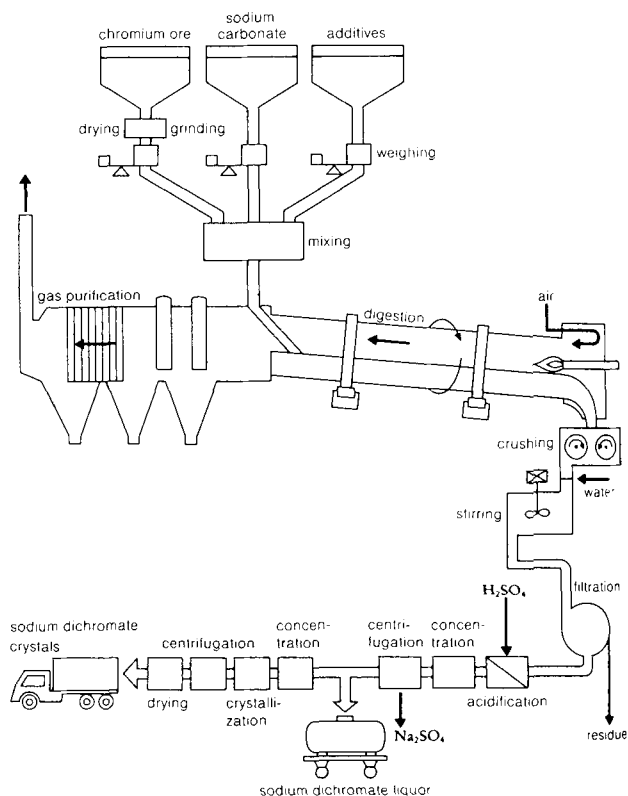 chromium ore
sodium
carbonate
additives
drying
grinding
weighing
mixing
gas purification
digestion
air
crushing
water
stirring
filtration
H₂SO₄
sodium dichromate
crystals
centrifugation
concen-
tration
centri-
fugation
concen-
tration
drying
crystalli-
zation
acidification
Na₂SO₄
residue
sodium dichromate liquor